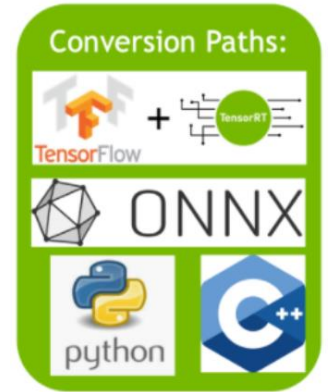 Conversion Paths:
TensorFlow + TensorRT
ONNX
python C++